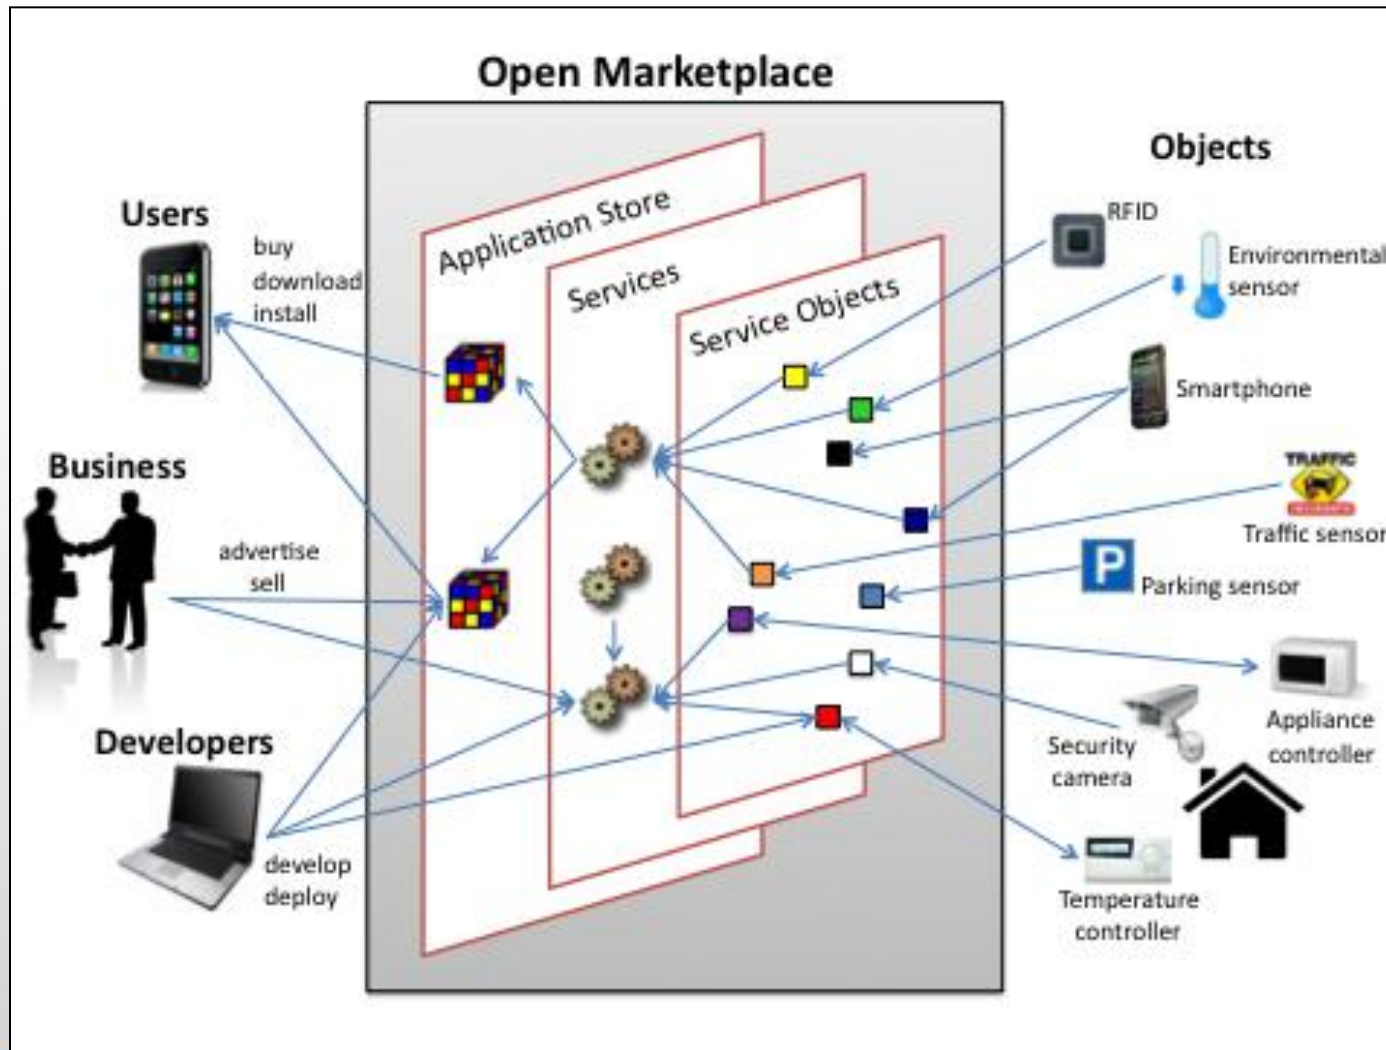 Open Marketplace
Objects
Users
Application Store
Services
Service Objects
buy
download
install
RFID
Environmental
sensor
Smartphone
Business
advertise
sell
TRAFFIC
Traffic sensor
P
Parking sensor
Developers
develop
deploy
Security
camera
Appliance
controller
Temperature
controller